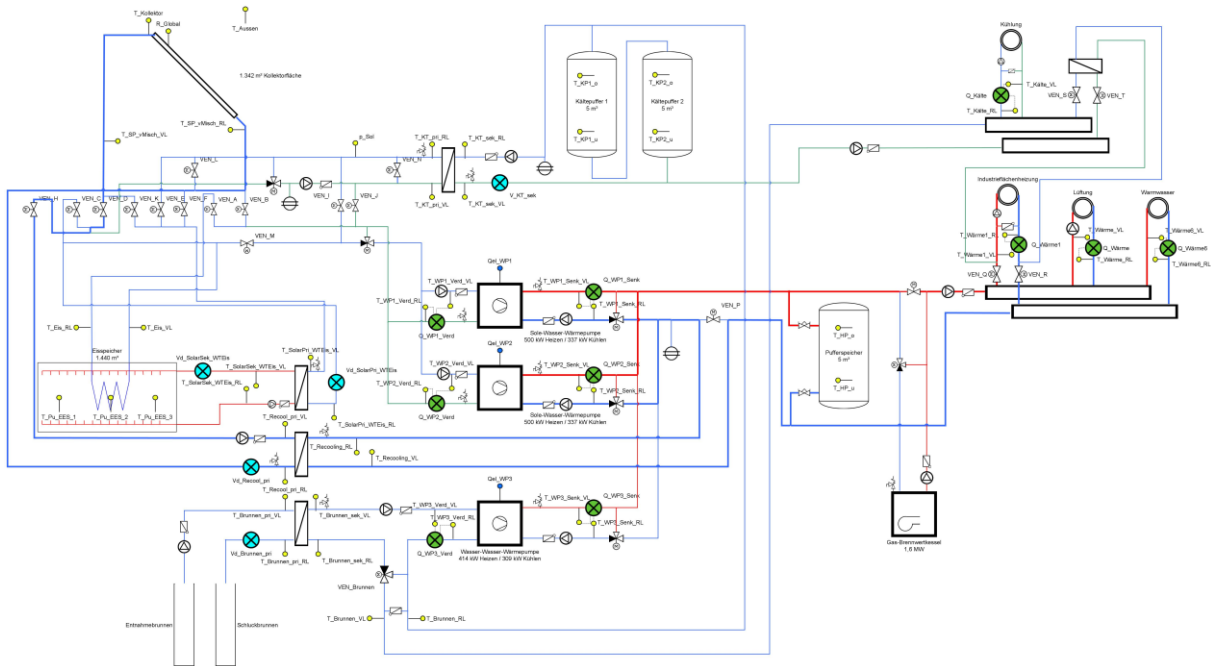 T_Kollektor
R_Global
T_Aussen
1.342 m² Kollektorfläche
T_SP_vMisch_RL
T_SP_vMisch_VL
p_Sol
T_KT_pri_RL
T_KT_sek_RL
T_KT_pri_VL
T_KT_sek_VL
V_KT_sek
T_KP1_o
Kältepuffer 1
5 m³
T_KP1_u
T_KP2_o
Kältepuffer 2
5 m³
T_KP2_u
Kühlung
T_Kälte_VL
Q_Kälte
T_Kälte_RL
VEN_S
VEN_T
VEN_L
VEN_N
VEN_H
VEN_C
VEN_D
VEN_K
VEN_E
VEN_F
VEN_A
VEN_B
VEN_I
VEN_J
VEN_M
Industrieflächenheizung
T_Wärme1_R
Q_Wärme1
T_Wärme1_VL
VEN_Q
VEN_R
Lüftung
T_Wärme_VL
Q_Wärme
T_Wärme_RL
Warmwasser
T_Wärme6_VL
Q_Wärme6
T_Wärme6_RL
Qel_WP1
T_WP1_Verd_VL
T_WP1_Verd_RL
Q_WP1_Verd
T_WP1_Senk_VL
Q_WP1_Senk
T_WP1_Senk_RL
Sole-Wasser-Wärmepumpe
500 kW Heizen / 337 kW Kühlen
VEN_P
Qel_WP2
T_WP2_Verd_VL
T_WP2_Verd_RL
Q_WP2_Verd
T_WP2_Senk_VL
Q_WP2_Senk
T_WP2_Senk_RL
Sole-Wasser-Wärmepumpe
500 kW Heizen / 337 kW Kühlen
T_HP_o
Pufferspeicher
5 m³
T_HP_u
T_Eis_RL
T_Eis_VL
Eisspeicher
1.440 m³
Vd_SolarSek_WTEis
T_SolarSek_WTEis_VL
T_SolarSek_WTEis_RL
T_SolarPri_WTEis_VL
Vd_SolarPri_WTEis
T_SolarPri_WTEis_RL
T_Pu_EES_1
T_Pu_EES_2
T_Pu_EES_3
T_Recool_pri_VL
T_Recooling_RL
T_Recooling_VL
Vd_Recool_pri
T_Recool_pri_RL
Qel_WP3
T_WP3_Verd_VL
T_WP3_Verd_RL
Q_WP3_Verd
T_WP3_Senk_VL
Q_WP3_Senk
T_WP3_Senk_RL
Wasser-Wasser-Wärmepumpe
414 kW Heizen / 309 kW Kühlen
T_Brunnen_pri_VL
T_Brunnen_sek_VL
Vd_Brunnen_pri
T_Brunnen_pri_RL
T_Brunnen_sek_RL
VEN_Brunnen
T_Brunnen_VL
T_Brunnen_RL
Entnahmebrunnen
Schluckbrunnen
Gas-Brennwertkessel
1,6 MW